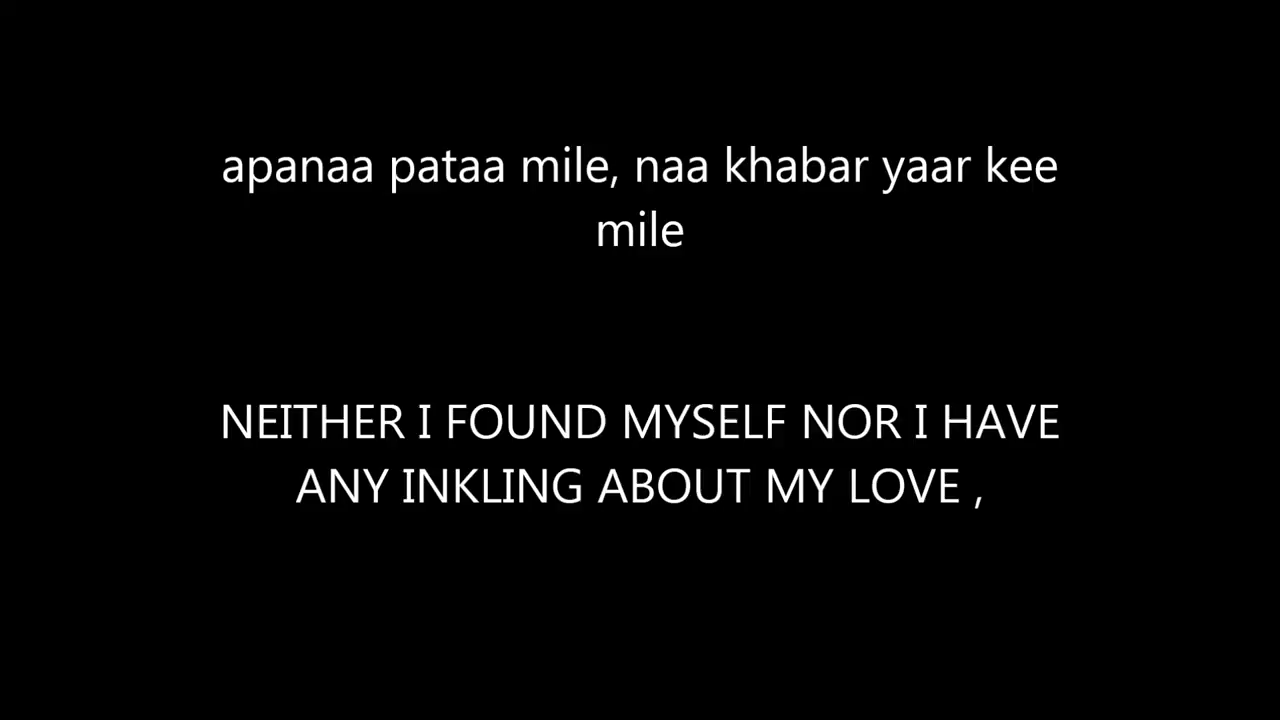 apanaa pataa mile, naa khabar yaar kee
mile
NEITHER I FOUND MYSELF NOR I HAVE
ANY INKLING ABOUT MY LOVE ,